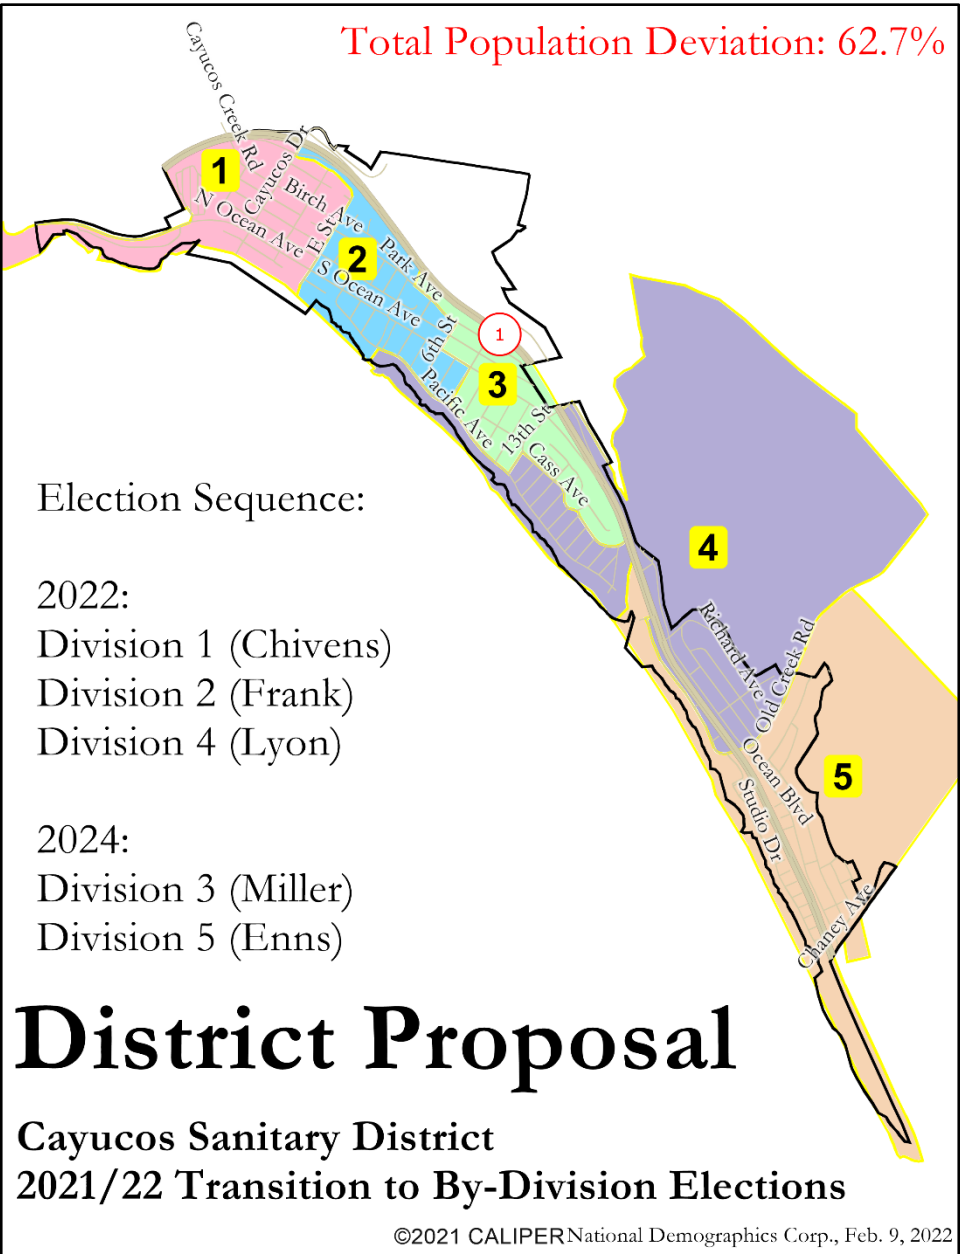 Total Population Deviation: 62.7%
Cayucos Creek Rd
Cayucos Dr
1
Birch Ave
N Ocean Ave
E St
2
Park Ave
S Ocean Ave
6th St
1
3
Pacific Ave
13th St
Cass Ave
4
Richard Ave
Old Creek Rd
Ocean Blvd
5
Studio Dr
Chaney Ave
Election Sequence:
2022:
Division 1 (Chivens)
Division 2 (Frank)
Division 4 (Lyon)
2024:
Division 3 (Miller)
Division 5 (Enns)
District Proposal
Cayucos Sanitary District
2021/22 Transition to By-Division Elections
©2021 CALIPER National Demographics Corp., Feb. 9, 2022